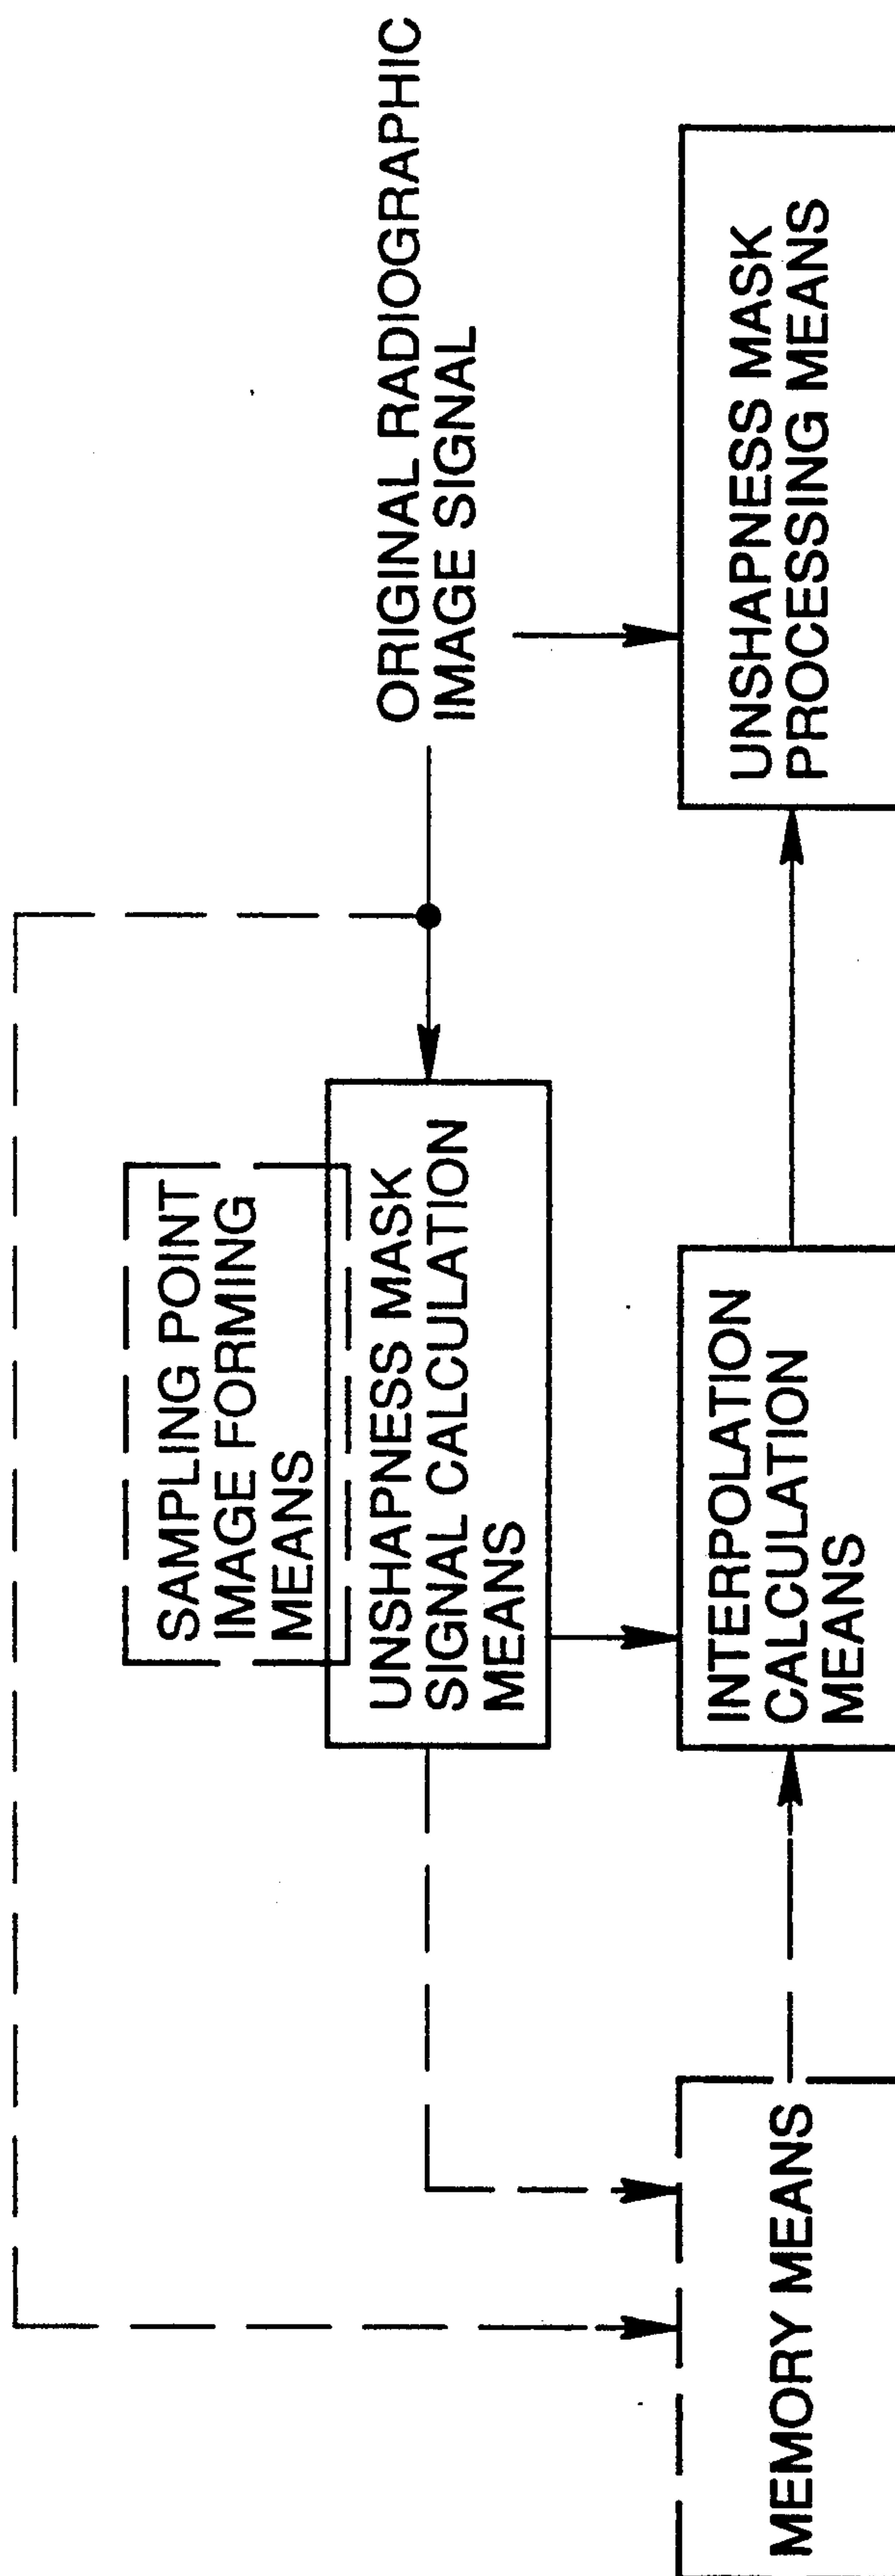 ORIGINAL RADIOGRAPHIC
IMAGE SIGNAL
SAMPLING POINT
IMAGE FORMING
MEANS
UNSHAPNESS MASK
SIGNAL CALCULATION
MEANS
MEMORY MEANS
INTERPOLATION
CALCULATION
MEANS
UNSHAPNESS MASK
PROCESSING MEANS